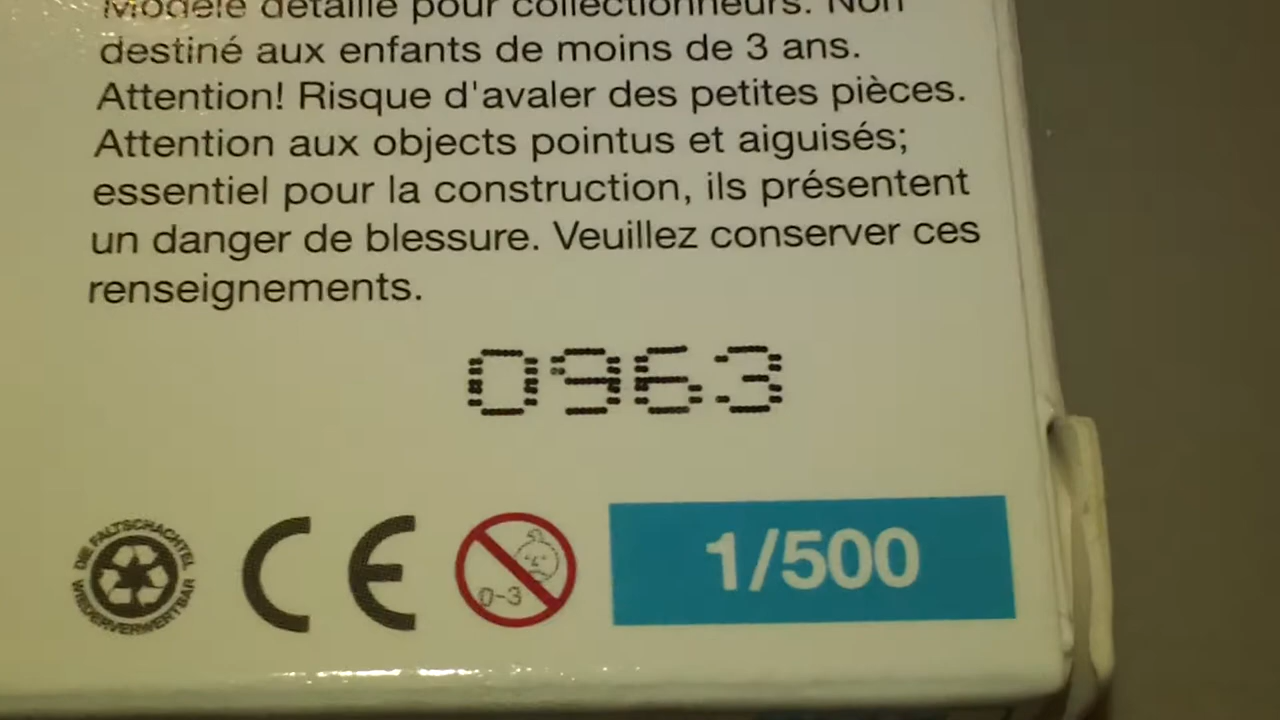 Modèle détaillé pour collectionneurs. Non
destiné aux enfants de moins de 3 ans.
Attention! Risque d'avaler des petites pièces.
Attention aux objects pointus et aiguisés;
essentiel pour la construction, ils présentent
un danger de blessure. Veuillez conserver ces
renseignements.
0963
DIE FALTSCHACHTEL
WIEDERVERWERTBAR
CE
0-3
1/500